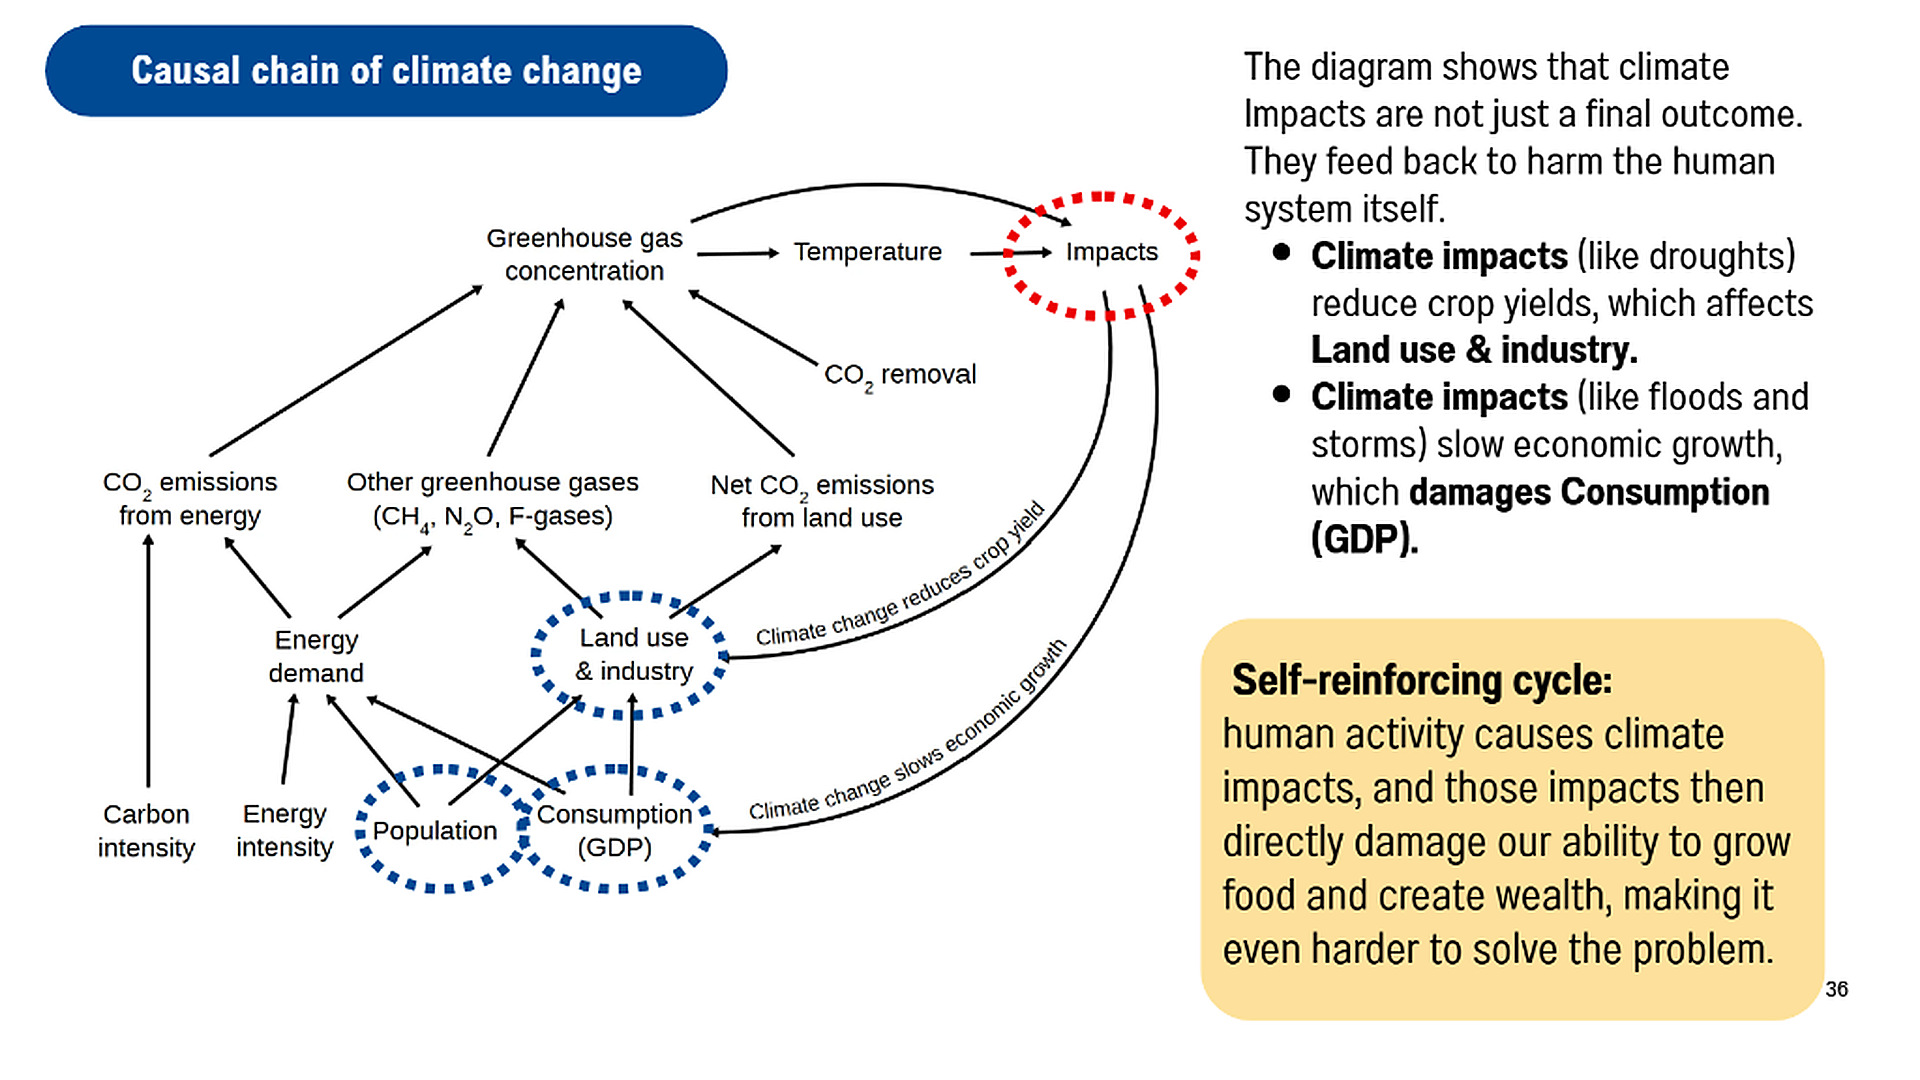 Causal chain of climate change
Greenhouse gas
concentration
Temperature
Impacts
CO2 removal
CO2 emissions
from energy
Other greenhouse gases
(CH4, N2O, F-gases)
Net CO2 emissions
from land use
Climate change reduces crop yield
Energy
demand
Land use
& industry
Climate change slows economic growth
Carbon
intensity
Energy
intensity
Population
Consumption
(GDP)
The diagram shows that climate
Impacts are not just a final outcome.
They feed back to harm the human
system itself.
● Climate impacts (like droughts)
reduce crop yields, which affects
Land use & industry.
● Climate impacts (like floods and
storms) slow economic growth,
which damages Consumption
(GDP).
Self-reinforcing cycle:
human activity causes climate
impacts, and those impacts then
directly damage our ability to grow
food and create wealth, making it
even harder to solve the problem.
36